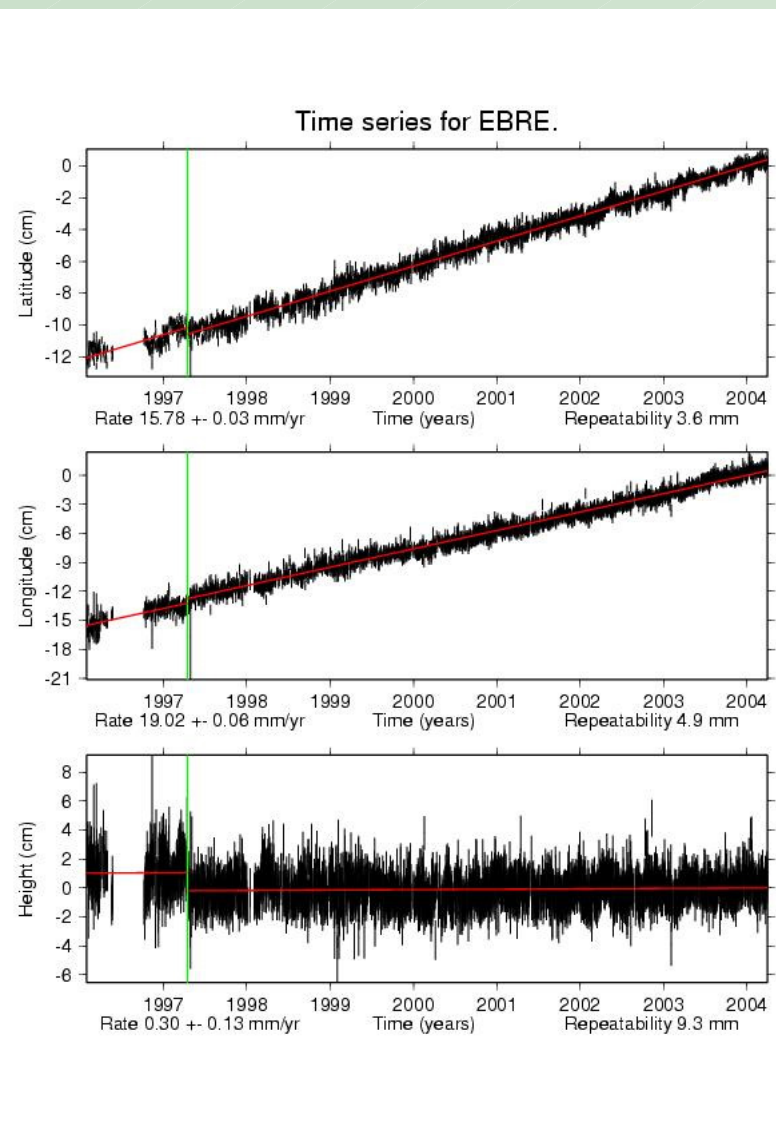 Time series for EBRE.
Latitude (cm)
0
-2
-4
-6
-8
-10
-12
1997 1998 1999 2000 2001 2002 2003 2004
Rate 15.78 +- 0.03 mm/yr Time (years) Repeatability 3.6 mm
Longitude (cm)
0
-3
-6
-9
-12
-15
-18
-21
1997 1998 1999 2000 2001 2002 2003 2004
Rate 19.02 +- 0.06 mm/yr Time (years) Repeatability 4.9 mm
Height (cm)
8
6
4
2
0
-2
-4
-6
1997 1998 1999 2000 2001 2002 2003 2004
Rate 0.30 +- 0.13 mm/yr Time (years) Repeatability 9.3 mm